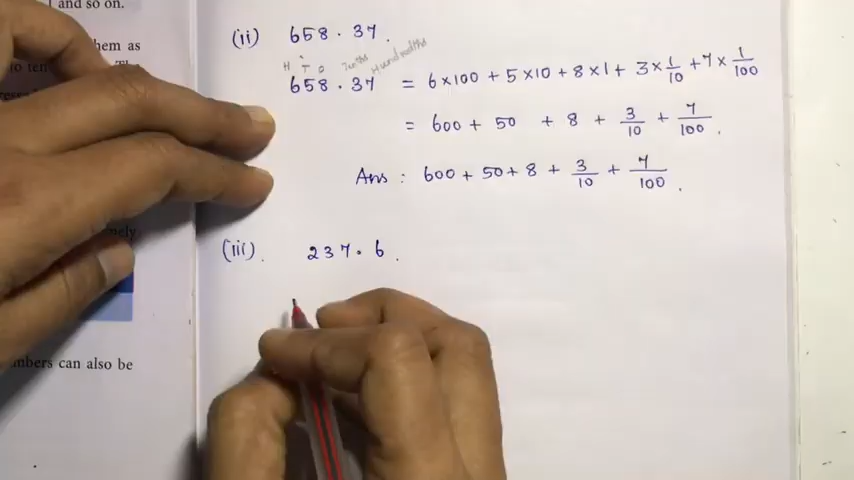 and so on.
hem as
to ten
The
(ii) 658.37.
H T O Tenths Hundredths
658.37 = 6×100 + 5×10 + 8×1 + 3×1/10 + 7×1/100
= 600 + 50 + 8 + 3/10 + 7/100.
Ans : 600 + 50 + 8 + 3/10 + 7/100.
nely
(iii). 237.6.
mbers can also be